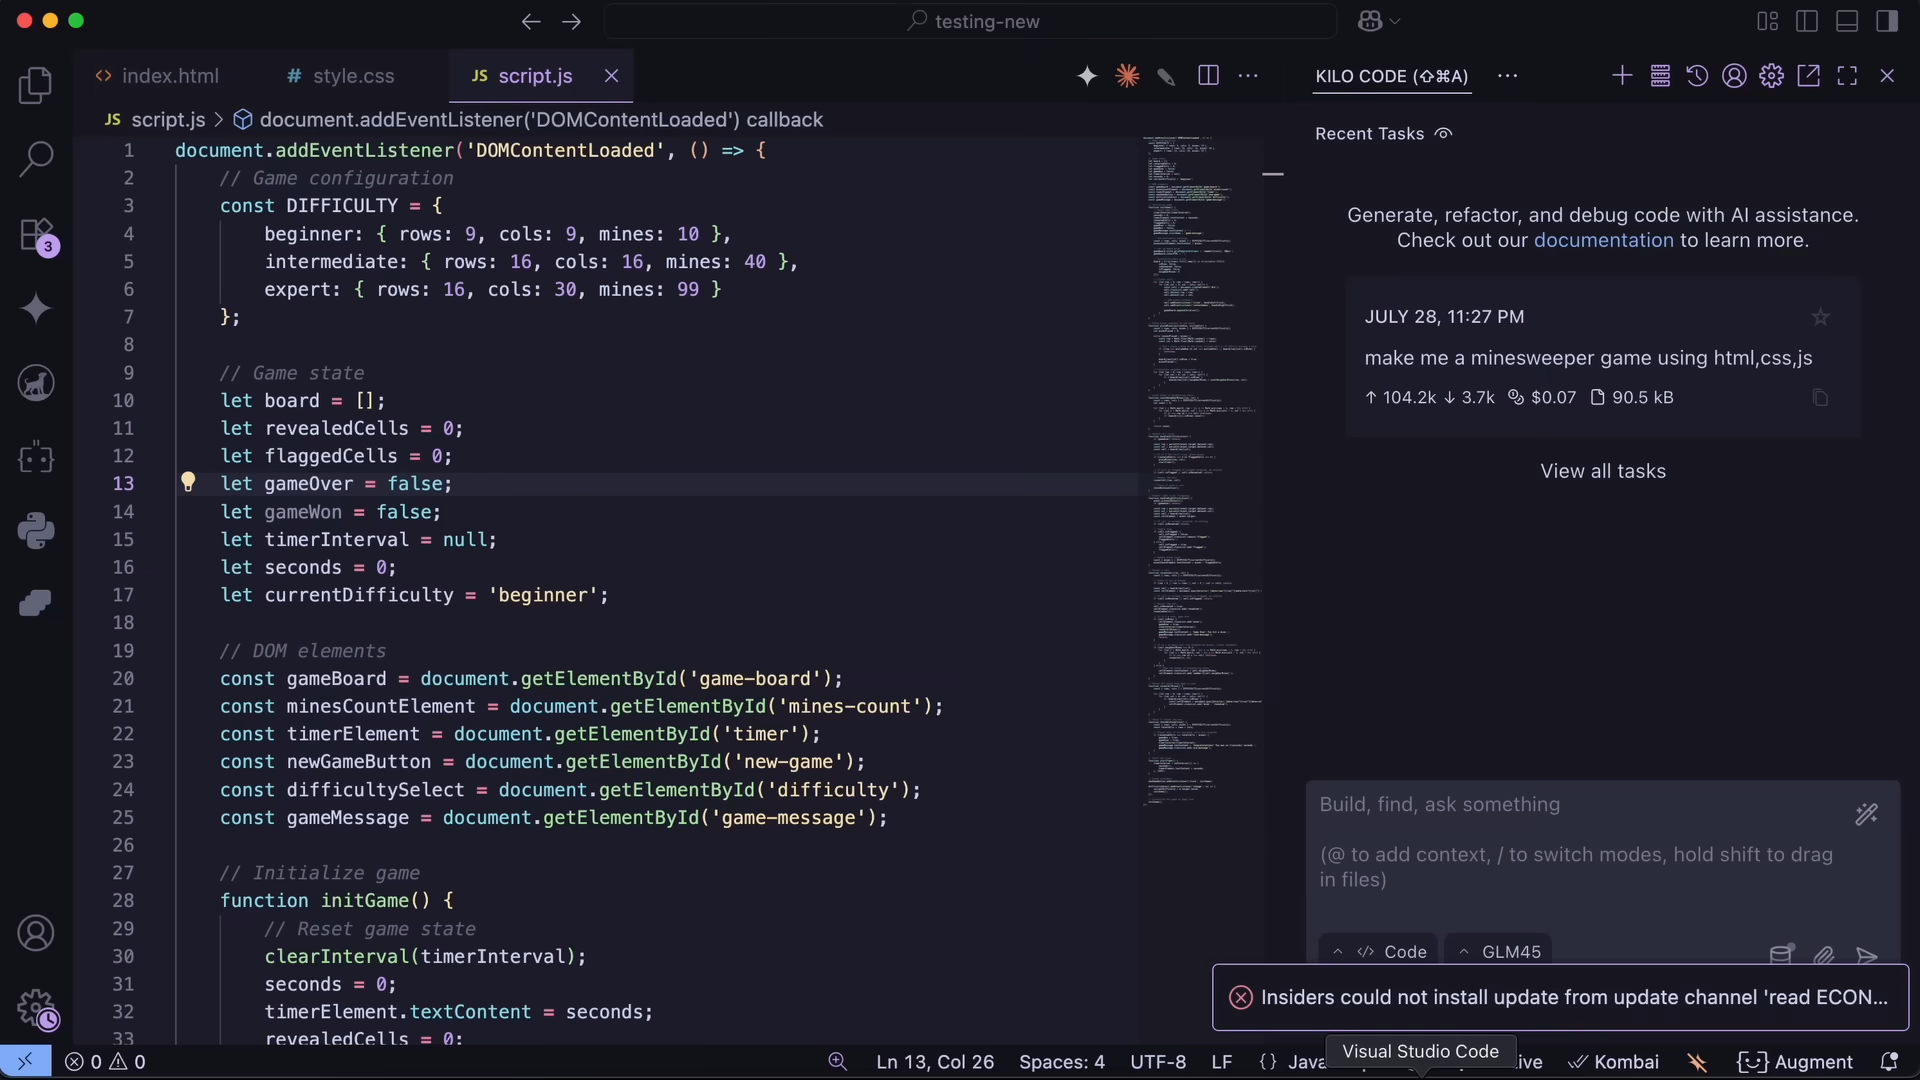 testing-new
index.html
# style.css
JS script.js
KILO CODE (⇧⌘A)
JS script.js > document.addEventListener('DOMContentLoaded') callback
Recent Tasks
1 document.addEventListener('DOMContentLoaded', () => {
2 // Game configuration
3 const DIFFICULTY = {
4 beginner: { rows: 9, cols: 9, mines: 10 },
5 intermediate: { rows: 16, cols: 16, mines: 40 },
6 expert: { rows: 16, cols: 30, mines: 99 }
7 };
8
9 // Game state
10 let board = [];
11 let revealedCells = 0;
12 let flaggedCells = 0;
13 let gameOver = false;
14 let gameWon = false;
15 let timerInterval = null;
16 let seconds = 0;
17 let currentDifficulty = 'beginner';
18
19 // DOM elements
20 const gameBoard = document.getElementById('game-board');
21 const minesCountElement = document.getElementById('mines-count');
22 const timerElement = document.getElementById('timer');
23 const newGameButton = document.getElementById('new-game');
24 const difficultySelect = document.getElementById('difficulty');
25 const gameMessage = document.getElementById('game-message');
26
27 // Initialize game
28 function initGame() {
29 // Reset game state
30 clearInterval(timerInterval);
31 seconds = 0;
32 timerElement.textContent = seconds;
33 revealedCells = 0;
3
Generate, refactor, and debug code with AI assistance.
Check out our documentation to learn more.
JULY 28, 11:27 PM
make me a minesweeper game using html,css,js
↑ 104.2k ↓ 3.7k $0.07 90.5 kB
View all tasks
Build, find, ask something
(@ to add context, / to switch modes, hold shift to drag
in files)
</> Code
GLM45
Insiders could not install update from update channel 'read ECON...
Visual Studio Code
0 0
Ln 13, Col 26 Spaces: 4 UTF-8 LF {} Java ive Kombai Augment